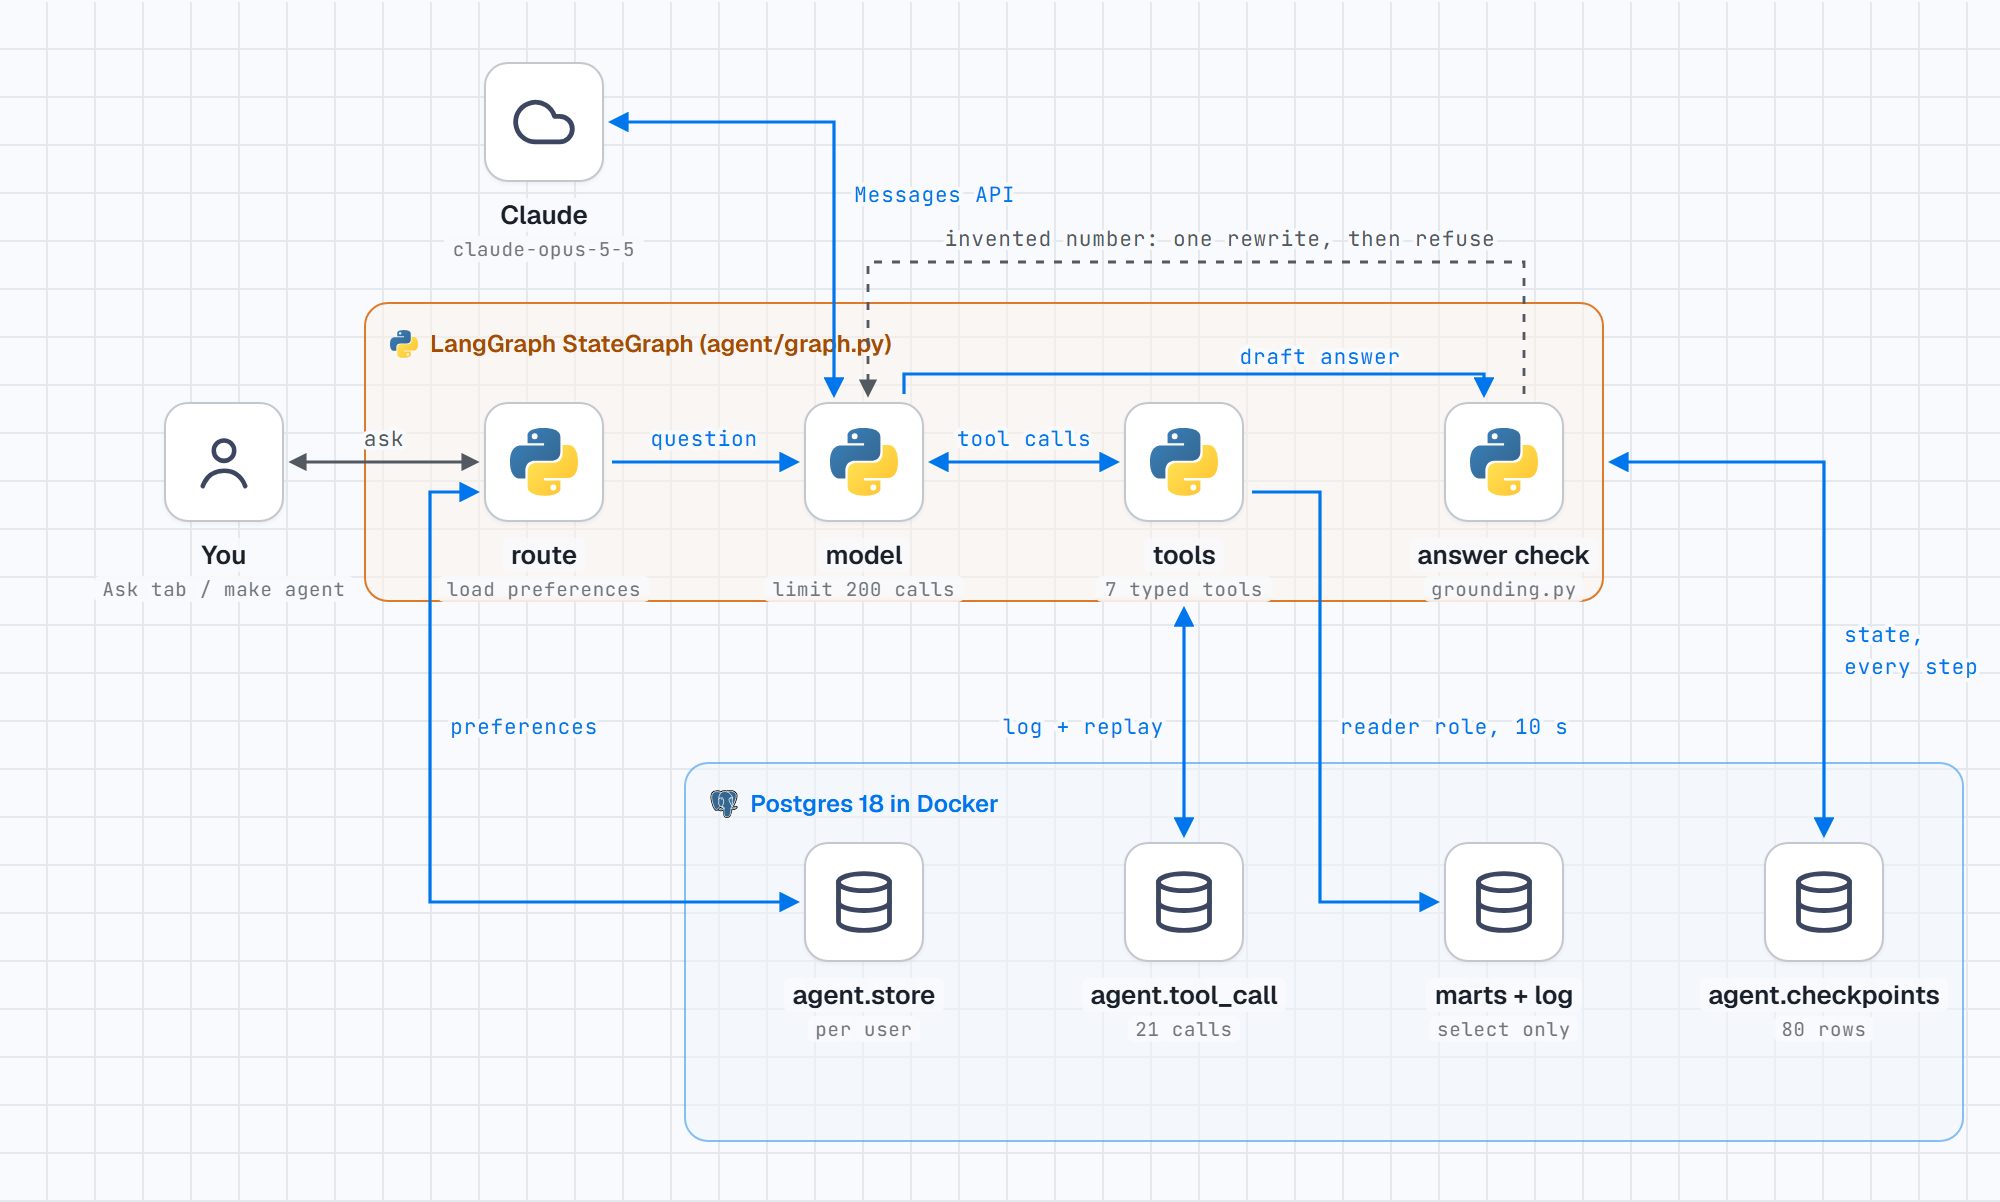 Claude
claude-opus-5-5
Messages API
invented number: one rewrite, then refuse
LangGraph StateGraph (agent/graph.py)
draft answer
ask
question
tool calls
You
Ask tab / make agent
route
load preferences
model
limit 200 calls
tools
7 typed tools
answer check
grounding.py
state,
every step
preferences
log + replay
reader role, 10 s
Postgres 18 in Docker
agent.store
per user
agent.tool_call
21 calls
marts + log
select only
agent.checkpoints
80 rows